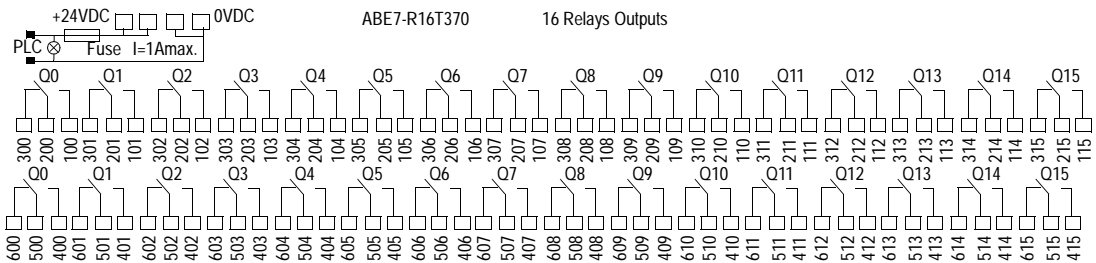 +24VDC 0VDC ABE7-R16T370 16 Relays Outputs
PLC Fuse I=1Amax.
Q0 Q1 Q2 Q3 Q4 Q5 Q6 Q7 Q8 Q9 Q10 Q11 Q12 Q13 Q14 Q15
300 200 100 301 201 101 302 202 102 303 203 103 304 204 104 305 205 105 306 206 106 307 207 107 308 208 108 309 209 109 310 210 110 311 211 111 312 212 112 313 213 113 314 214 114 315 215 115
Q0 Q1 Q2 Q3 Q4 Q5 Q6 Q7 Q8 Q9 Q10 Q11 Q12 Q13 Q14 Q15
600 500 400 601 501 401 602 502 402 603 503 403 604 504 404 605 505 405 606 506 406 607 507 407 608 508 408 609 509 409 610 510 410 611 511 411 612 512 412 613 513 413 614 514 414 615 515 415